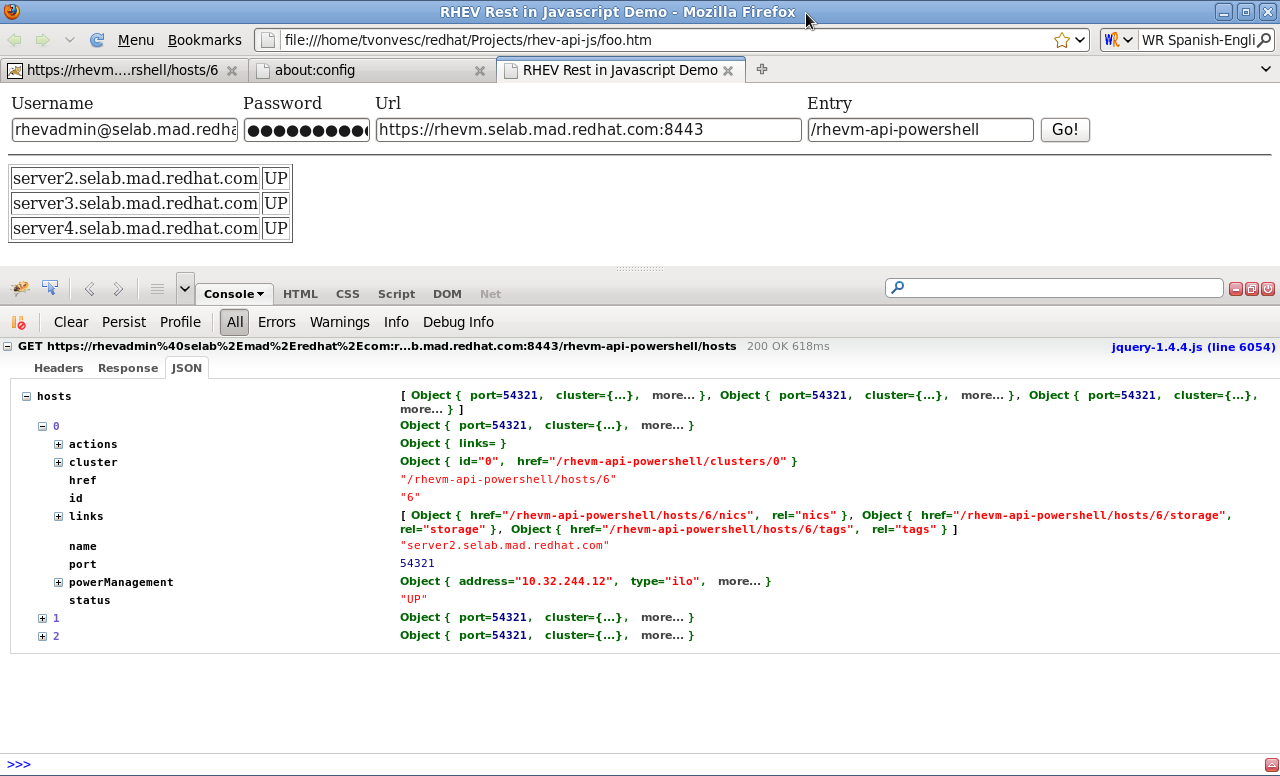 RHEV Rest in Javascript Demo - Mozilla Firefox
Menu Bookmarks file:///home/tvonvesc/redhat/Projects/rhev-api-js/foo.htm WR Spanish-Engli
https://rhevm....rshell/hosts/6 about:config RHEV Rest in Javascript Demo
Username Password Url Entry
rhevadmin@selab.mad.redha ●●●●●●●●●● https://rhevm.selab.mad.redhat.com:8443 /rhevm-api-powershell Go!
server2.selab.mad.redhat.com UP
server3.selab.mad.redhat.com UP
server4.selab.mad.redhat.com UP
Console HTML CSS Script DOM Net
Clear Persist Profile All Errors Warnings Info Debug Info
GET https://rhevadmin%40selab%2Emad%2Eredhat%2Ecom:r...b.mad.redhat.com:8443/rhevm-api-powershell/hosts 200 OK 618ms jquery-1.4.4.js (line 6054)
Headers Response JSON
hosts [ Object { port=54321, cluster={...}, more... }, Object { port=54321, cluster={...}, more... }, Object { port=54321, cluster={...},
more... } ]
0 Object { port=54321, cluster={...}, more... }
actions Object { links= }
cluster Object { id="0", href="/rhevm-api-powershell/clusters/0" }
href "/rhevm-api-powershell/hosts/6"
id "6"
links [ Object { href="/rhevm-api-powershell/hosts/6/nics", rel="nics" }, Object { href="/rhevm-api-powershell/hosts/6/storage",
rel="storage" }, Object { href="/rhevm-api-powershell/hosts/6/tags", rel="tags" } ]
name "server2.selab.mad.redhat.com"
port 54321
powerManagement Object { address="10.32.244.12", type="ilo", more... }
status "UP"
1 Object { port=54321, cluster={...}, more... }
2 Object { port=54321, cluster={...}, more... }
>>>